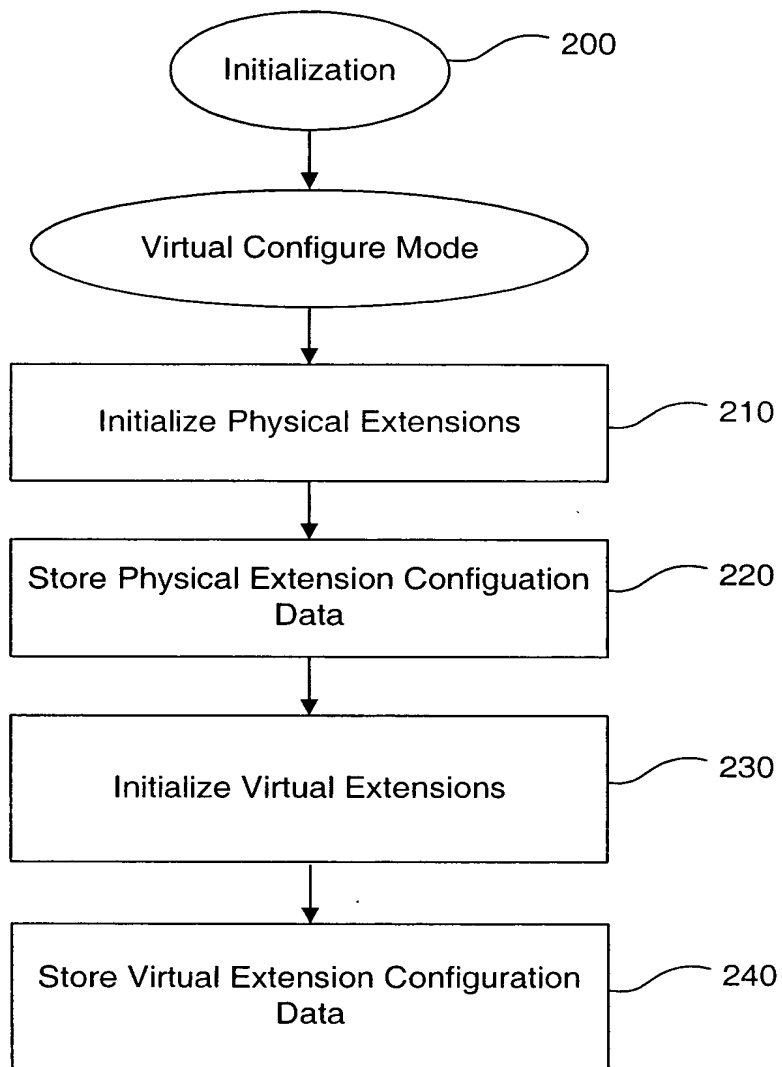 Initialization
200
Virtual Configure Mode
Initialize Physical Extensions
210
Store Physical Extension Configuation
Data
220
Initialize Virtual Extensions
230
Store Virtual Extension Configuration
Data
240